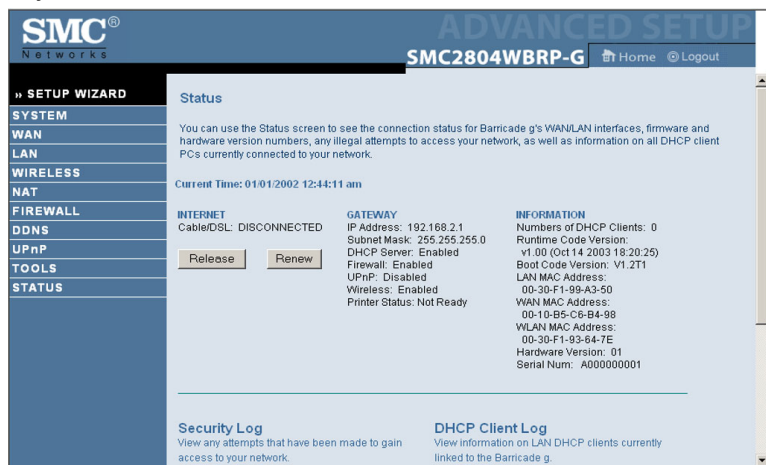 SMC®
Networks
ADVANCED SETUP
SMC2804WBRP-G
Home
Logout
» SETUP WIZARD
SYSTEM
WAN
LAN
WIRELESS
NAT
FIREWALL
DDNS
UPnP
TOOLS
STATUS
Status
You can use the Status screen to see the connection status for Barricade g's WAN/LAN interfaces, firmware and
hardware version numbers, any illegal attempts to access your network, as well as information on all DHCP client
PCs currently connected to your network.
Current Time: 01/01/2002 12:44:11 am
INTERNET
Cable/DSL: DISCONNECTED
Release
Renew
GATEWAY
IP Address: 192.168.2.1
Subnet Mask: 255.255.255.0
DHCP Server: Enabled
Firewall: Enabled
UPnP: Disabled
Wireless: Enabled
Printer Status: Not Ready
INFORMATION
Numbers of DHCP Clients: 0
Runtime Code Version:
v1.00 (Oct 14 2003 18:20:25)
Boot Code Version: V1.2T1
LAN MAC Address:
00-30-F1-99-A3-50
WAN MAC Address:
00-10-B5-C6-B4-98
WLAN MAC Address:
00-30-F1-93-64-7E
Hardware Version: 01
Serial Num: A000000001
Security Log
View any attempts that have been made to gain
access to your network.
DHCP Client Log
View information on LAN DHCP clients currently
linked to the Barricade g.